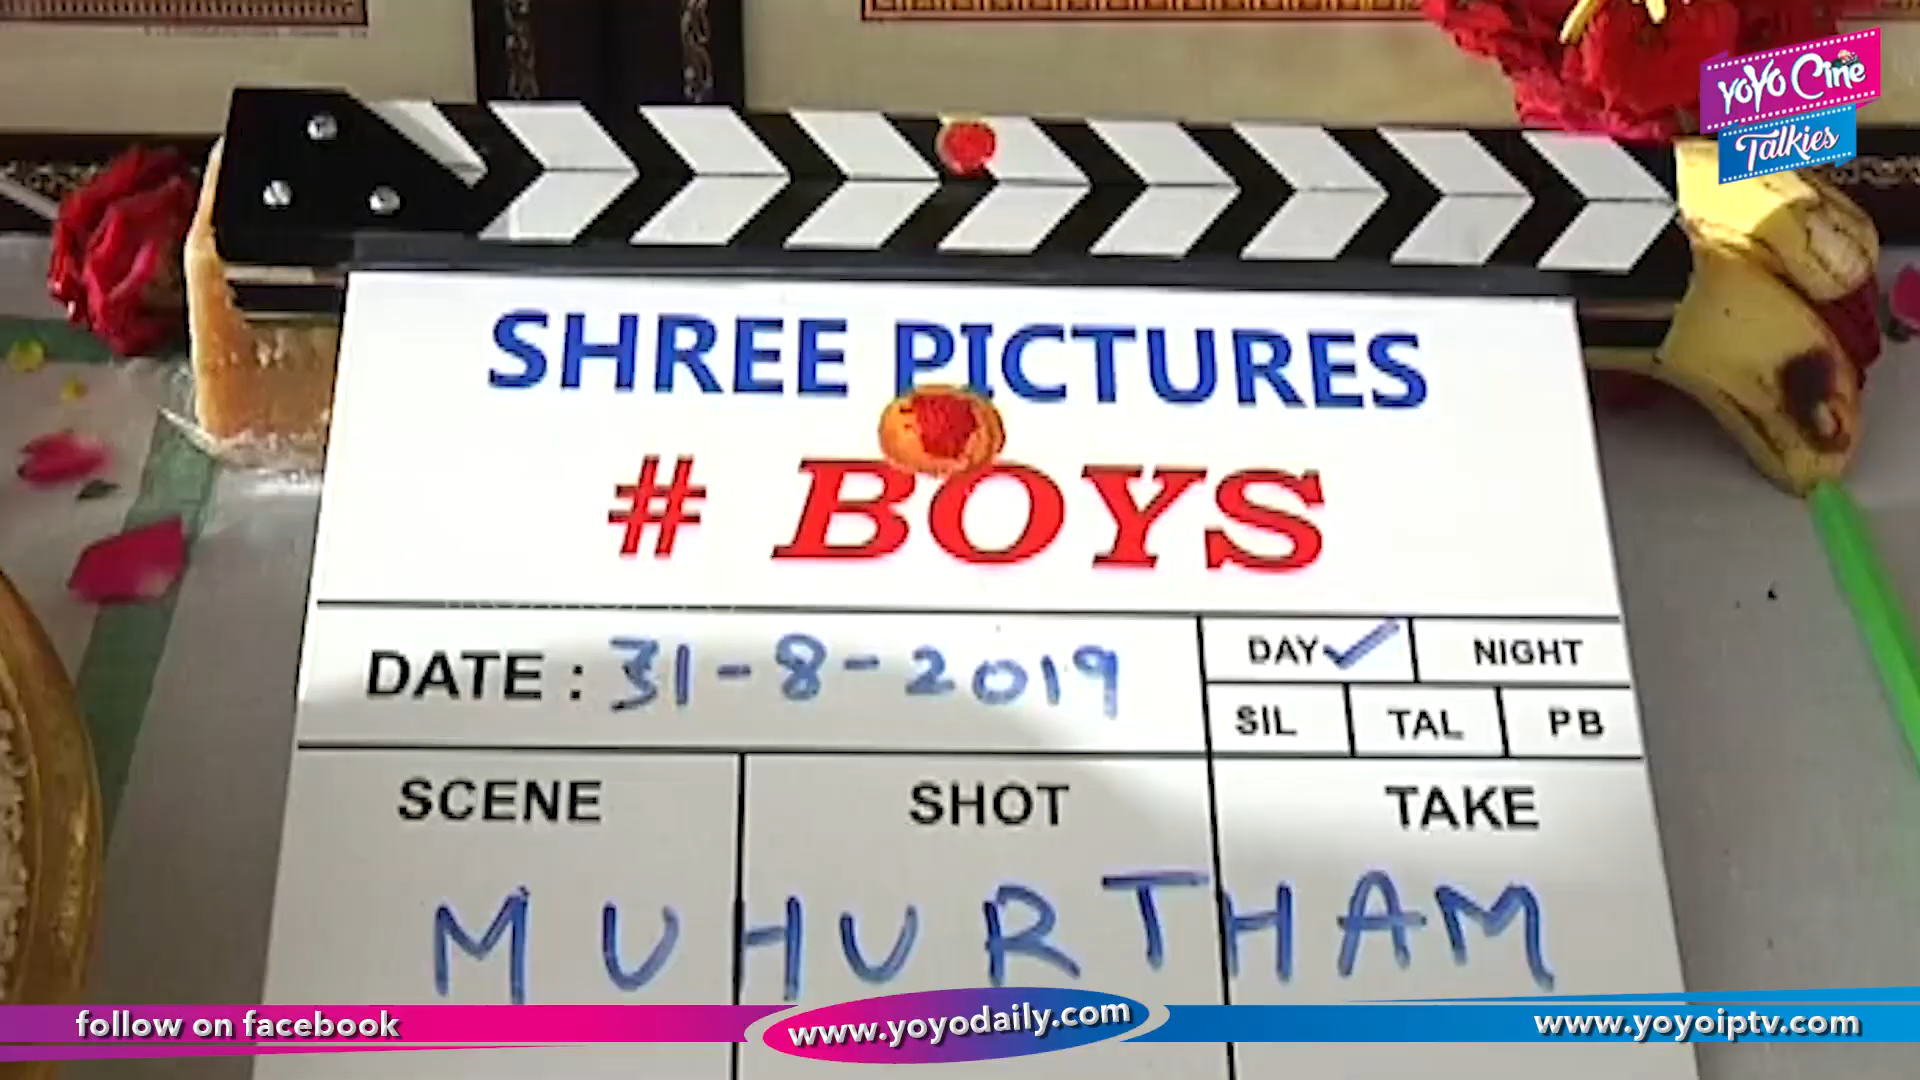 YoYo Cine
Talkies
SHREE PICTURES
# BOYS
DATE : 31-8-2019
DAY✓ NIGHT
SIL TAL PB
SCENE SHOT TAKE
MUHURTHAM
follow on facebook
www.yoyodaily.com
www.yoyoiptv.com